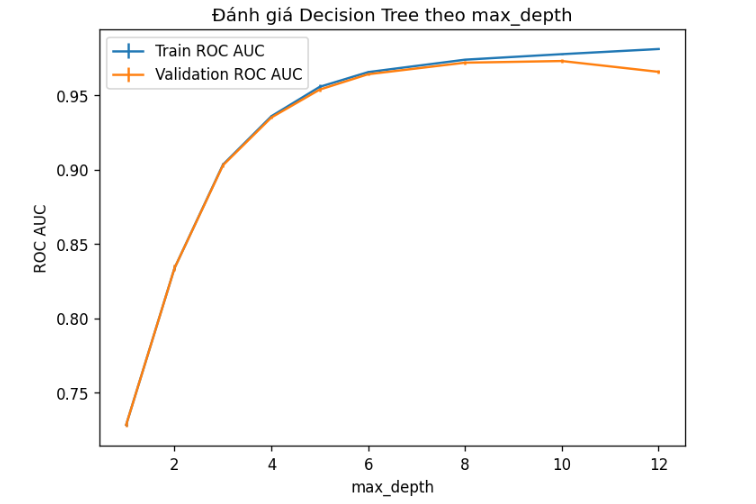 Đánh giá Decision Tree theo max_depth
Train ROC AUC
Validation ROC AUC
0.95
0.90
0.85
0.80
0.75
ROC AUC
2 4 6 8 10 12
max_depth